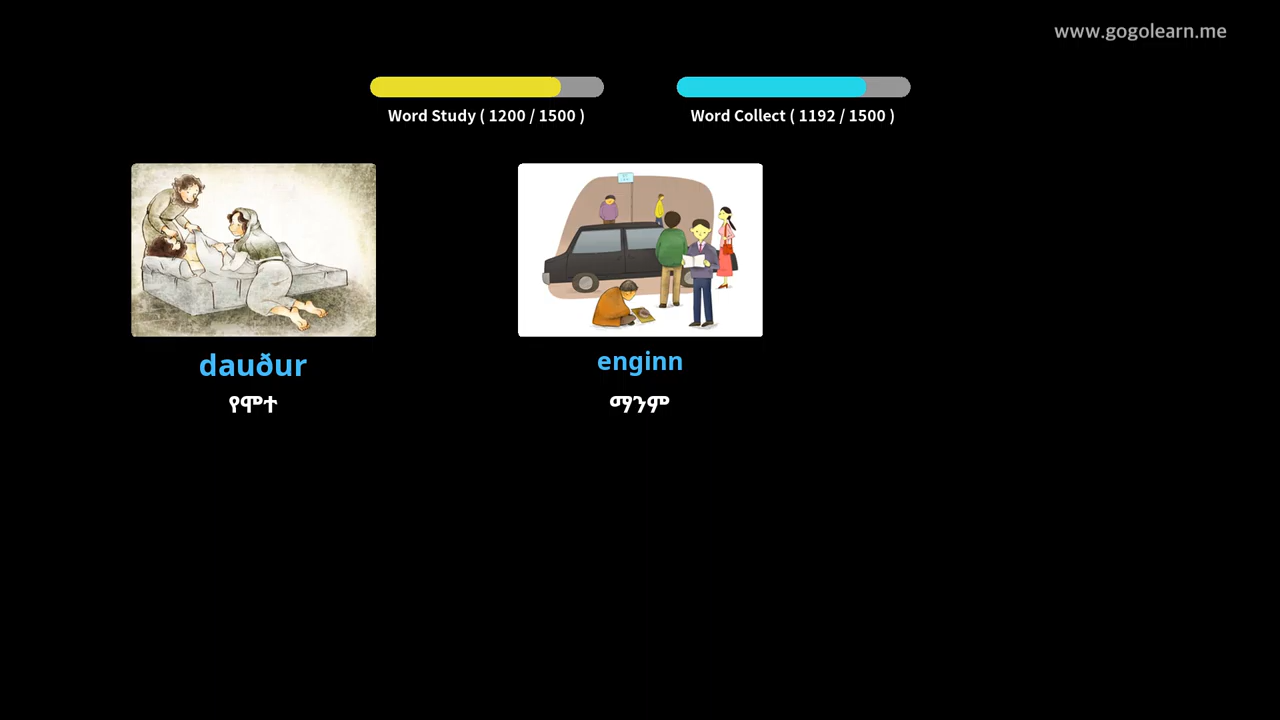 www.gogolearn.me
Word Study ( 1200 / 1500 )
Word Collect ( 1192 / 1500 )
dauður
enginn
የሞተ
ማንም